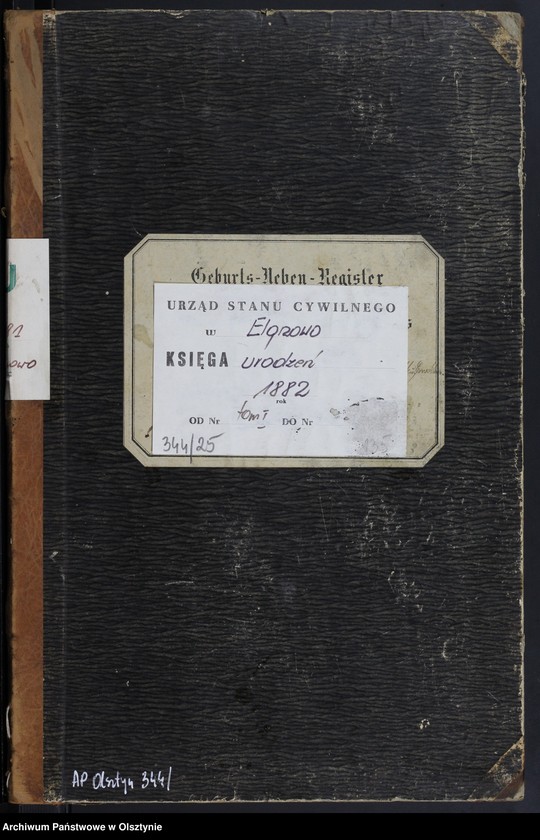 Geburts-Neben-Register
URZĄD STANU CYWILNEGO
w Elgnowo
KSIĘGA urodzeń
1882
rok
OD Nr tom I DO Nr
344/25
owo
AP Olsztyn 344/
Archiwum Państwowe w Olsztynie